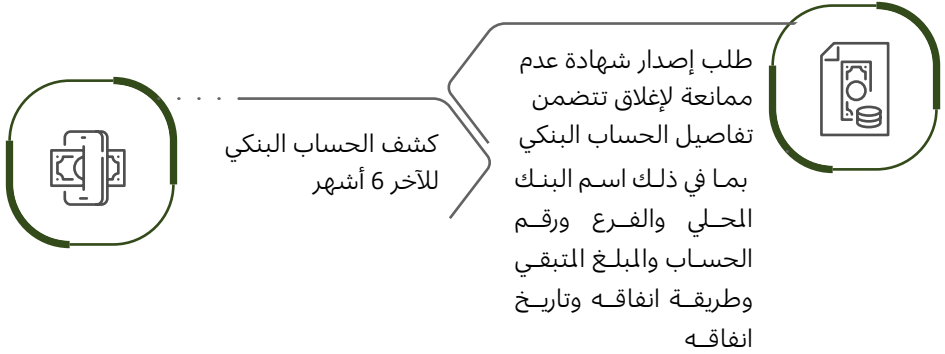 طلب إصدار شهادة عدم
ممانعة لإغلاق تتضمن
تفاصيل الحساب البنكي
بما في ذلك اسم البنك
المحلي والفرع ورقم
الحساب والمبلغ المتبقي
وطريقة انفاقه وتاريخ
انفاقه
كشف الحساب البنكي
للآخر 6 أشهر